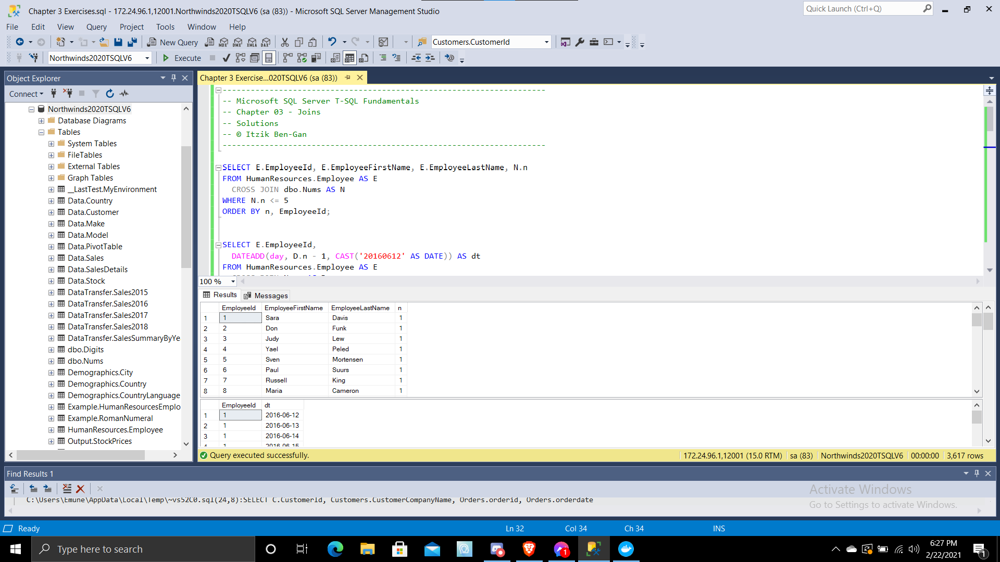 Chapter 3 Exercises.sql - 172.24.96.1,12001.Northwinds2020TSQLV6 (sa (83)) - Microsoft SQL Server Management Studio
Quick Launch (Ctrl+Q)
File Edit View Query Project Tools Window Help
New Query
MDX DMX XMLA DAX
Customers.CustomerId
Northwinds2020TSQLV6
Execute
Object Explorer
Connect
Northwinds2020TSQLV6
Database Diagrams
Tables
System Tables
FileTables
External Tables
Graph Tables
__LastTest.MyEnvironment
Data.Country
Data.Customer
Data.Make
Data.Model
Data.PivotTable
Data.Sales
Data.SalesDetails
Data.Stock
DataTransfer.Sales2015
DataTransfer.Sales2016
DataTransfer.Sales2017
DataTransfer.Sales2018
DataTransfer.SalesSummaryByYe
dbo.Digits
dbo.Nums
Demographics.City
Demographics.Country
Demographics.CountryLanguage
Example.HumanResourcesEmplo
Example.RomanNumeral
HumanResources.Employee
Output.StockPrices
Chapter 3 Exercise...020TSQLV6 (sa (83))
---------------------------------------------------------------------
-- Microsoft SQL Server T-SQL Fundamentals
-- Chapter 03 - Joins
-- Solutions
-- © Itzik Ben-Gan
---------------------------------------------------------------------
SELECT E.EmployeeId, E.EmployeeFirstName, E.EmployeeLastName, N.n
FROM HumanResources.Employee AS E
CROSS JOIN dbo.Nums AS N
WHERE N.n <= 5
ORDER BY n, EmployeeId;
SELECT E.EmployeeId,
DATEADD(day, D.n - 1, CAST('20160612' AS DATE)) AS dt
FROM HumanResources.Employee AS E
100 %
Results Messages
EmployeeId EmployeeFirstName EmployeeLastName n
1 1 Sara Davis 1
2 2 Don Funk 1
3 3 Judy Lew 1
4 4 Yael Peled 1
5 5 Sven Mortensen 1
6 6 Paul Suurs 1
7 7 Russell King 1
8 8 Maria Cameron 1
EmployeeId dt
1 1 2016-06-12
2 1 2016-06-13
3 1 2016-06-14
4 1 2016-06-15
Query executed successfully.
172.24.96.1,12001 (15.0 RTM) sa (83) Northwinds2020TSQLV6 00:00:00 3,617 rows
Find Results 1
C:\Users\Emune\AppData\Local\Temp\~vs52C0.sql(24,8):SELECT C.CustomerId, Customers.CustomerCompanyName, Orders.orderid, Orders.orderdate
Activate Windows
Go to Settings to activate Windows.
Ready
Ln 32 Col 34 Ch 34 INS
Type here to search
1
6:27 PM
2/22/2021
1